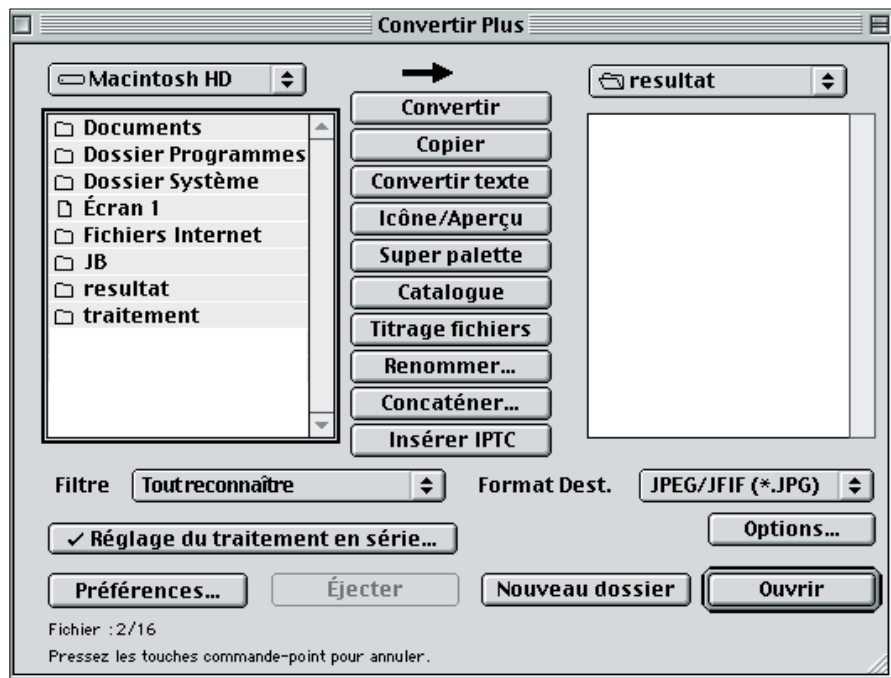 Convertir Plus
Macintosh HD
Documents
Dossier Programmes
Dossier Système
Écran 1
Fichiers Internet
JB
resultat
traitement
Convertir
Copier
Convertir texte
Icône/Aperçu
Super palette
Catalogue
Titrage fichiers
Renommer...
Concaténer...
Insérer IPTC
resultat
Filtre Tout reconnaître Format Dest. JPEG/JFIF (*.JPG)
✓ Réglage du traitement en série... Options...
Préférences... Éjecter Nouveau dossier Ouvrir
Fichier :2/16
Pressez les touches commande-point pour annuler.